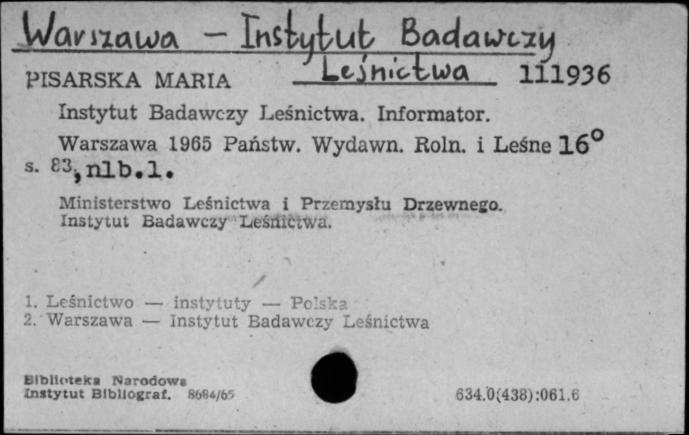 Warszawa - Instytut Badawczy
Leśnictwa 111936
PISARSKA MARIA
Instytut Badawczy Leśnictwa. Informator.
Warszawa 1965 Państw. Wydawn. Roln. i Leśne 16°
s. 83, nlb. 1.
Ministerstwo Leśnictwa i Przemysłu Drzewnego.
Instytut Badawczy Leśnictwa.
1. Leśnictwo — instytuty — Polska
2. Warszawa — Instytut Badawczy Leśnictwa
Biblioteka Narodowa
Instytut Bibliograf. 8684/65 634.0(438):061.6